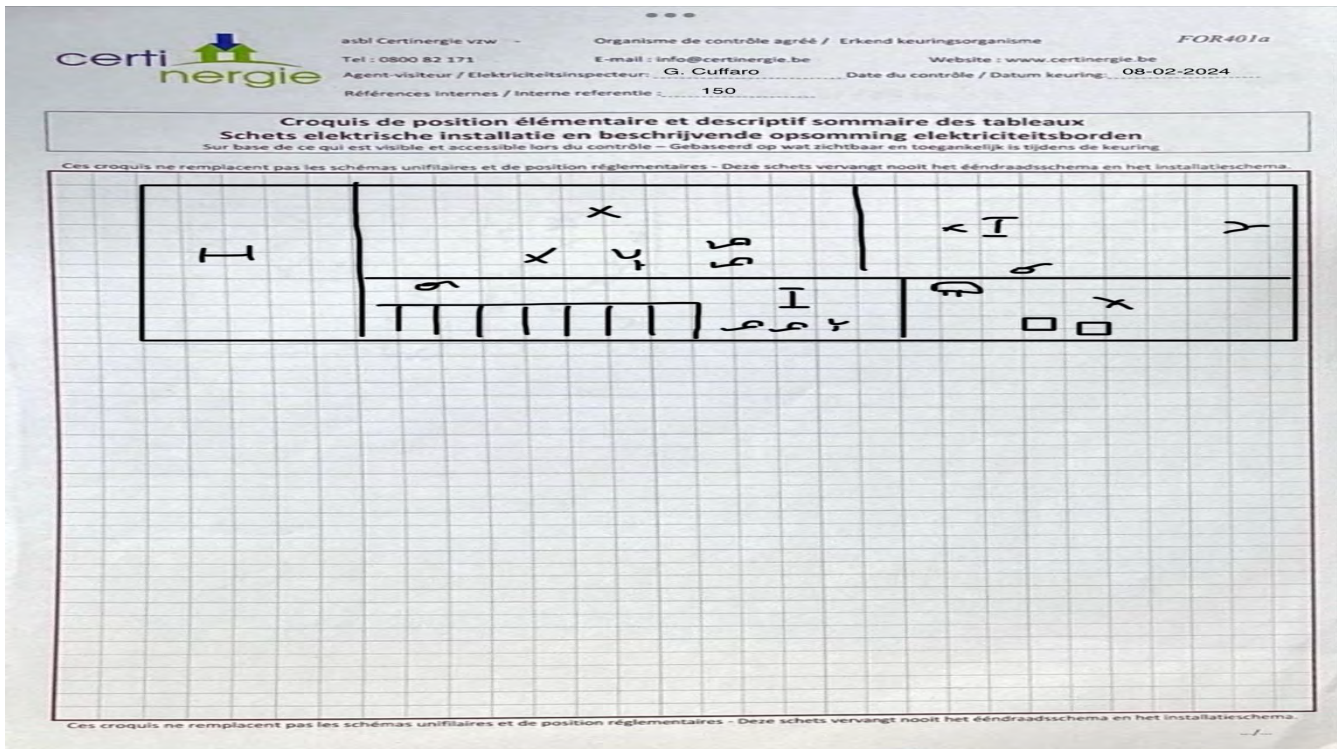 certi
nergie
asbl Certinergie vzw - Organisme de contrôle agréé / Erkend keuringsorganisme FOR401a
Tel : 0800 82 171 E-mail : info@certinergie.be Website : www.certinergie.be
Agent-visiteur / Elektriciteitsinspecteur: G. Cuffaro Date du contrôle / Datum keuring: 08-02-2024
Références internes / Interne referentie : 150
Croquis de position élémentaire et descriptif sommaire des tableaux
Schets elektrische installatie en beschrijvende opsomming elektriciteitsborden
Sur base de ce qui est visible et accessible lors du contrôle – Gebaseerd op wat zichtbaar en toegankelijk is tijdens de keuring
Ces croquis ne remplacent pas les schémas unifilaires et de position réglementaires - Deze schets vervangt nooit het ééndraadsschema en het installatieschema.
Ces croquis ne remplacent pas les schémas unifilaires et de position réglementaires - Deze schets vervangt nooit het ééndraadsschema en het installatieschema.